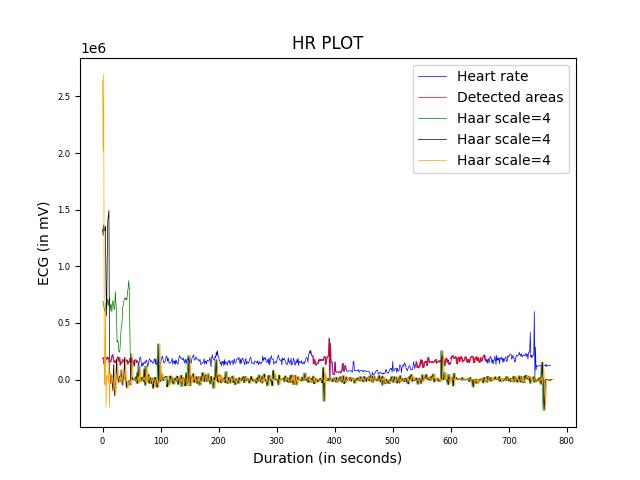 HR PLOT
1e6
Heart rate
Detected areas
Haar scale=4
Haar scale=4
Haar scale=4
2.5
2.0
1.5
1.0
0.5
0.0
ECG (in mV)
0 100 200 300 400 500 600 700 800
Duration (in seconds)